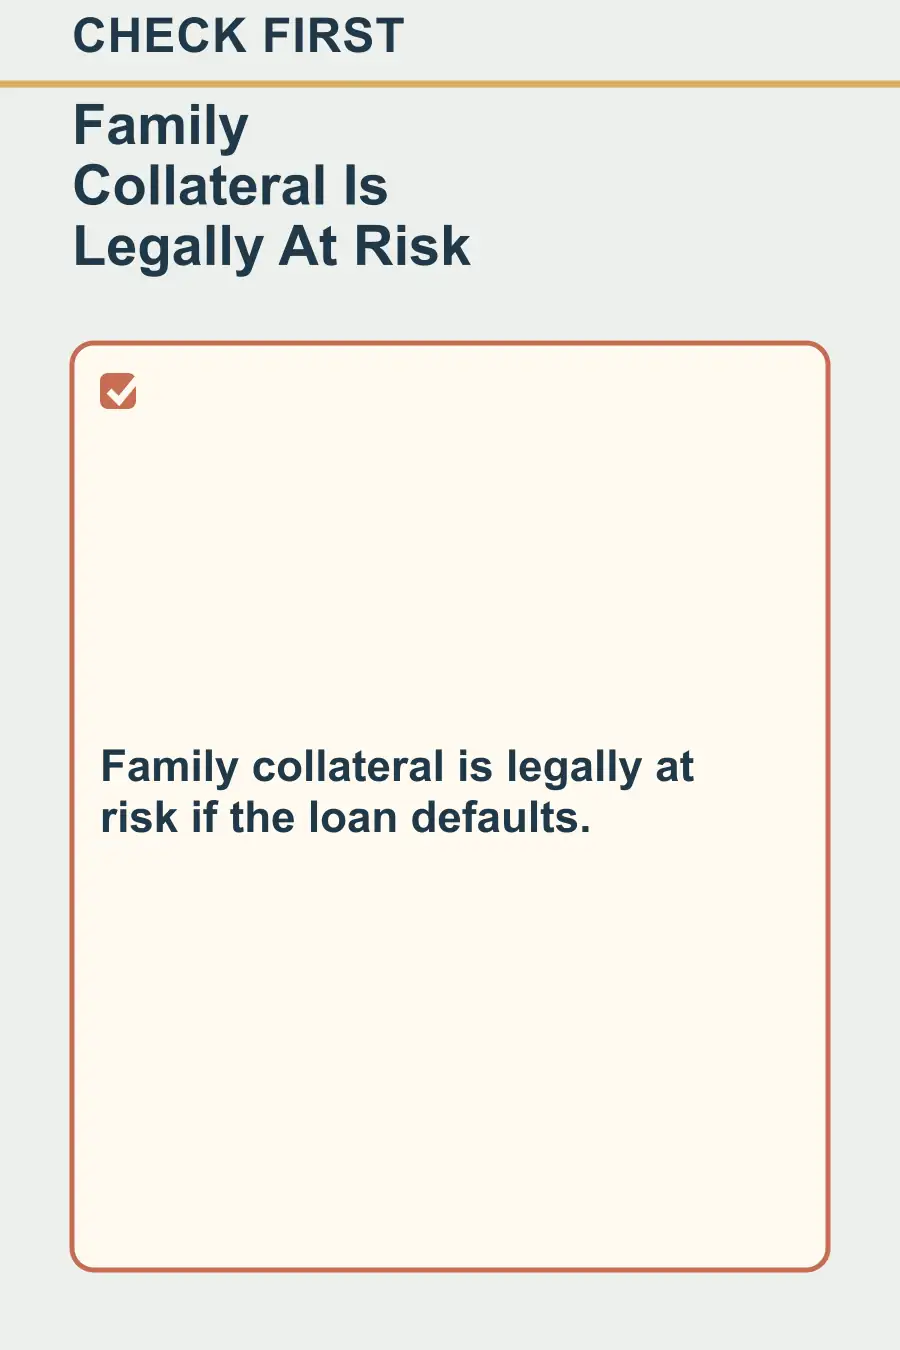 CHECK FIRST
Family
Collateral Is
Legally At Risk
Family collateral is legally at
risk if the loan defaults.